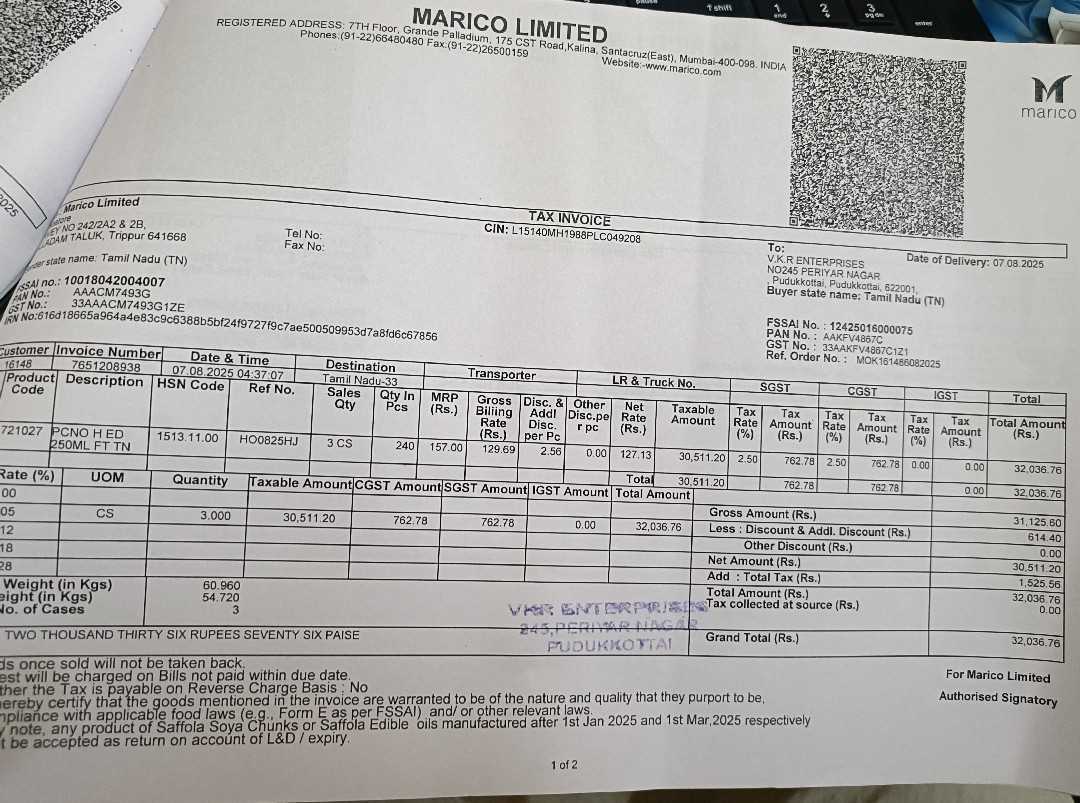 ↑ shift
1
end
2
3
pg dn
enter
MARICO LIMITED
REGISTERED ADDRESS: 7TH Floor, Grande Palladium, 175 CST Road,Kalina, Santacruz(East), Mumbai-400-098. INDIA
Phones:(91-22)66480480 Fax:(91-22)26500159
Website:-www.marico.com
marico
2025
TAX INVOICE
CIN: L15140MH1988PLC049208
Marico Limited
NO 242/2A2 & 2B,
TALUK, Trippur 641668
Tel No:
Fax No:
state name: Tamil Nadu (TN)
FSSAI no.: 10018042004007
PAN No.: AAACM7493G
GST No.: 33AAACM7493G1ZE
IRN No:616d18665a964a4e83c9c6388b5bf24f9727f9c7ae500509953d7a8fd6c67856
To:
V.K.R ENTERPRISES
Date of Delivery: 07.08.2025
NO245 PERIYAR NAGAR
, Pudukkottai, Pudukkottai, 622001,
Buyer state name: Tamil Nadu (TN)
FSSAI No. : 12425016000075
PAN No. : AAKFV4867C
GST No. : 33AAKFV4867C1Z1
Ref. Order No. : MOK161486082025
Customer Invoice Number Date & Time Destination Transporter LR & Truck No. SGST CGST IGST Total
16148 7651208938 07.08.2025 04:37:07 Tamil Nadu-33
Product Code Description HSN Code Ref No. Sales Qty Qty In Pcs MRP (Rs.) Gross Billing Rate (Rs.) Disc. & Addl Disc. per Pc Other Disc.pe r pc Net Rate (Rs.) Taxable Amount Tax Rate (%) Tax Amount (Rs.) Tax Rate (%) Tax Amount (Rs.) Tax Rate (%) Tax Amount (Rs.) Total Amount (Rs.)
721027 PCNO H ED 250ML FT TN 1513.11.00 HO0825HJ 3 CS 240 157.00 129.69 2.56 0.00 127.13 30,511.20 2.50 762.78 2.50 762.78 0.00 0.00 32,036.76
Total 30,511.20 762.78 762.78 0.00 32,036.76
Rate (%) UOM Quantity Taxable Amount CGST Amount SGST Amount IGST Amount Total Amount
00
05 CS 3.000 30,511.20 762.78 762.78 0.00 32,036.76
12
18
28
Gross Amount (Rs.) 31,125.60
Less : Discount & Addl. Discount (Rs.) 614.40
Other Discount (Rs.) 0.00
Net Amount (Rs.) 30,511.20
Add : Total Tax (Rs.) 1,525.56
Total Amount (Rs.) 32,036.76
Tax collected at source (Rs.) 0.00
Grand Total (Rs.) 32,036.76
Weight (in Kgs) 60.960
eight (in Kgs) 54.720
No. of Cases 3
VKR ENTERPRISES
245,PERIYAR NAGAR
PUDUKKOTTAI
TWO THOUSAND THIRTY SIX RUPEES SEVENTY SIX PAISE
ds once sold will not be taken back.
est will be charged on Bills not paid within due date.
ther the Tax is payable on Reverse Charge Basis : No
hereby certify that the goods mentioned in the invoice are warranted to be of the nature and quality that they purport to be,
mpliance with applicable food laws (e.g., Form E as per FSSAI) and/ or other relevant laws.
y note, any product of Saffola Soya Chunks or Saffola Edible oils manufactured after 1st Jan 2025 and 1st Mar,2025 respectively
t be accepted as return on account of L&D / expiry.
For Marico Limited
Authorised Signatory
1 of 2